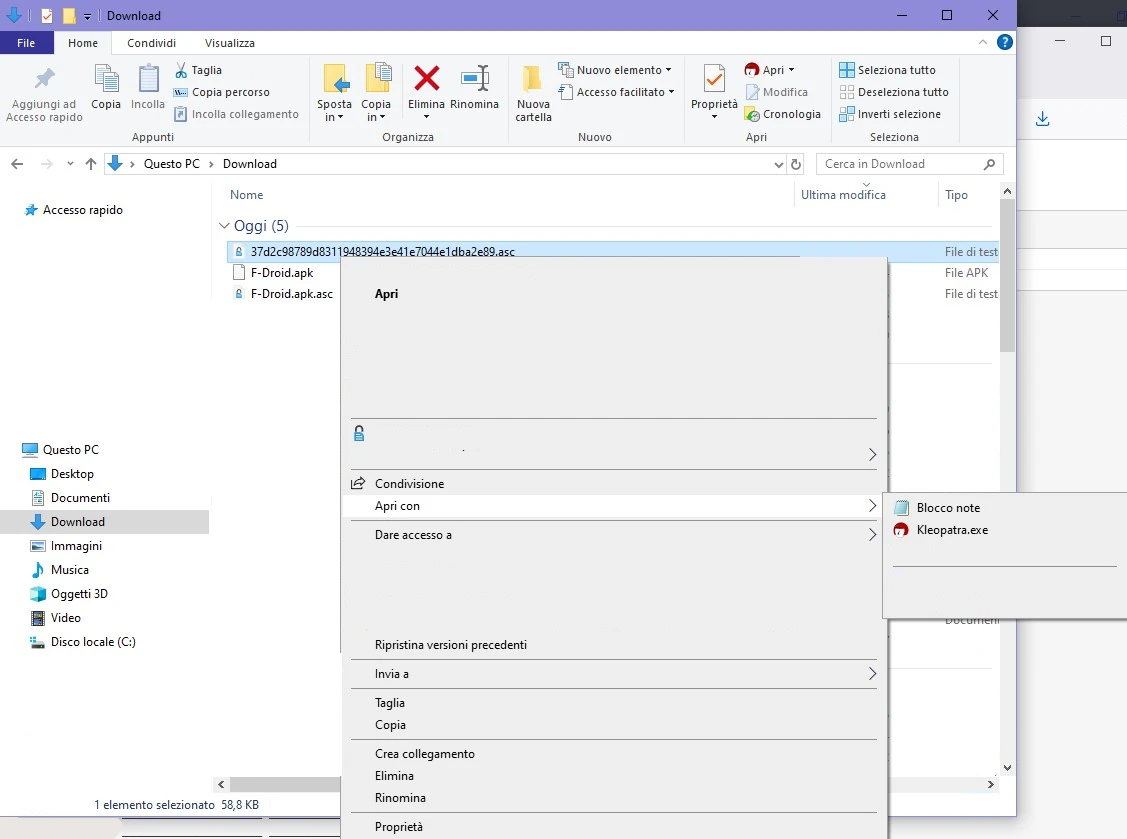 Download
File Home Condividi Visualizza
Aggiungi ad
Accesso rapido
Copia
Incolla
Taglia
Copia percorso
Incolla collegamento
Appunti
Sposta
in
Copia
in
Elimina
Rinomina
Organizza
Nuova
cartella
Nuovo elemento
Accesso facilitato
Nuovo
Proprietà
Apri
Modifica
Cronologia
Apri
Seleziona tutto
Deseleziona tutto
Inverti selezione
Seleziona
Questo PC > Download
Cerca in Download
Nome Ultima modifica Tipo
Accesso rapido
Questo PC
Desktop
Documenti
Download
Immagini
Musica
Oggetti 3D
Video
Disco locale (C:)
Oggi (5)
37d2c98789d8311948394e3e41e7044e1dba2e89.asc File di test
F-Droid.apk File APK
F-Droid.apk.asc File di test
Apri
Condivisione
Apri con
Dare accesso a
Ripristina versioni precedenti
Invia a
Taglia
Copia
Crea collegamento
Elimina
Rinomina
Proprietà
Blocco note
Kleopatra.exe
Document
1 elemento selezionato 58,8 KB